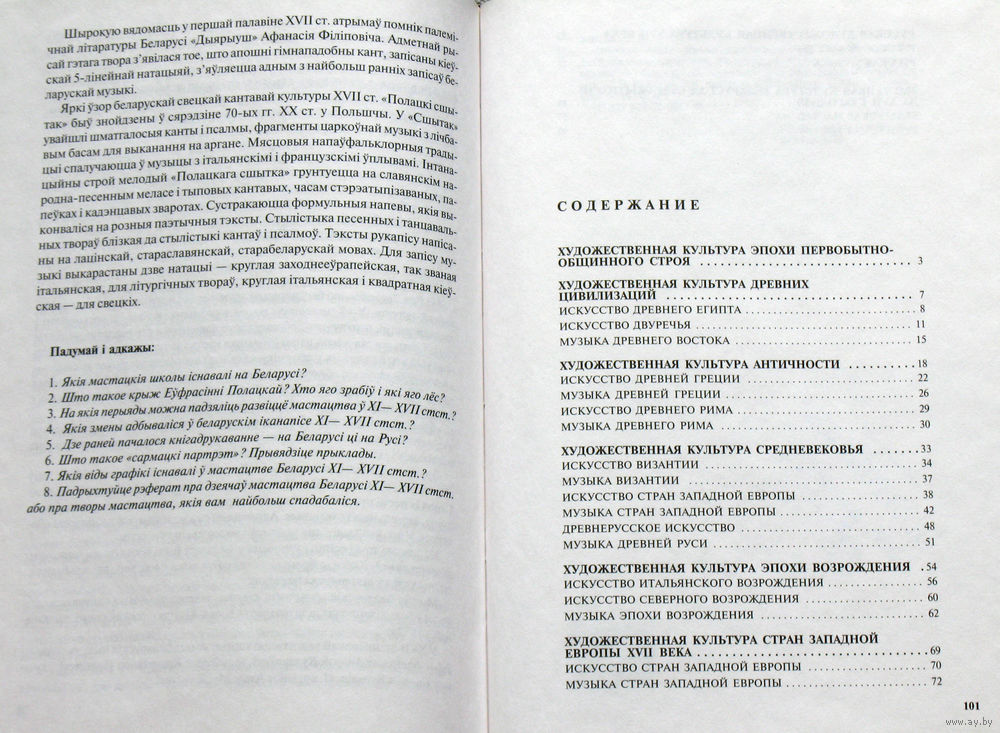 Шырокую вядомасць у першай палавіне XVII ст. атрымаў помнік палемі-
чнай літаратуры Беларусі «Дыярыуш» Афанасія Філіповіча. Адметнай ры-
сай гэтага твора з’явілася тое, што апошні гімнападобны кант, запісаны кіеў-
скай 5-лінейнай натацыяй, з’яўляецца адным з найбольш ранніх запісаў бе-
ларускай музыкі.
Яркі ўзор беларускай свецкай кантавай культуры XVII ст. «Полацкі сшы-
так» быў знойдзены ў сярэдзіне 70-ых гг. XX ст. у Польшчы. У «Сшытак»
увайшлі шматгалосыя канты і псалмы, фрагменты царкоўнай музыкі з лічба-
вым басам для выканання на аргане. Мясцовыя напаўфальклорныя трады-
цыі спалучаюцца ў музыцы з італьянскімі і французскімі ўплывамі. Інтана-
цыйны строй мелодый «Полацкага сшытка» грунтуецца на славянскім на-
родна-песенным меласе і тыповых кантавых, часам стэрэатыпізаваных, па-
пеўках і кадэнцавых зваротах. Сустракаюцца формульныя напевы, якія вы-
конваліся на розныя паэтычныя тэксты. Стылістыка песенных і танцаваль-
ных твораў блізкая да стылістыкі кантаў і псалмоў. Тэксты рукапісу напіса-
ны на лацінскай, стараславянскай, старабеларускай мовах. Для запісу му-
зыкі выкарастаны дзве натацыі — круглая заходнееўрапейская, так званая
італьянская, для літургічных твораў, круглая італьянская і квадратная кіеў-
ская — для свецкіх.
Падумай і адкажы:
1. Якія мастацкія школы існавалі на Беларусі?
2. Што такое крыж Еўфрасінні Полацкай? Хто яго зрабіў і які яго лёс?
3. На якія перыяды можна падзяліць развіццё мастацтва ў XI— XVII стст.?
4. Якія змены адбываліся ў беларускім іканапісе XI— XVII стст.?
5. Дзе раней пачалося кнігадрукаванне — на Беларусі ці на Русі?
6. Што такое «сармацкі партрэт»? Прывядзіце прыклады.
7. Якія віды графікі існавалі ў мастацтве Беларусі XI— XVII стст.?
8. Падрыхтуйце рэферат пра дзеячаў мастацтва Беларусі XI— XVII стст.
або пра творы мастацтва, якія вам найбольш спадабаліся.
СОДЕРЖАНИЕ
ХУДОЖЕСТВЕННАЯ КУЛЬТУРА ЭПОХИ ПЕРВОБЫТНО-
ОБЩИННОГО СТРОЯ 3
ХУДОЖЕСТВЕННАЯ КУЛЬТУРА ДРЕВНИХ
ЦИВИЛИЗАЦИЙ 7
ИСКУССТВО ДРЕВНЕГО ЕГИПТА 8
ИСКУССТВО ДВУРЕЧЬЯ 11
МУЗЫКА ДРЕВНЕГО ВОСТОКА 15
ХУДОЖЕСТВЕННАЯ КУЛЬТУРА АНТИЧНОСТИ 18
ИСКУССТВО ДРЕВНЕЙ ГРЕЦИИ 22
МУЗЫКА ДРЕВНЕЙ ГРЕЦИИ 26
ИСКУССТВО ДРЕВНЕГО РИМА 29
МУЗЫКА ДРЕВНЕГО РИМА 30
ХУДОЖЕСТВЕННАЯ КУЛЬТУРА СРЕДНЕВЕКОВЬЯ 33
ИСКУССТВО ВИЗАНТИИ 34
МУЗЫКА ВИЗАНТИИ 37
ИСКУССТВО СТРАН ЗАПАДНОЙ ЕВРОПЫ 38
МУЗЫКА СТРАН ЗАПАДНОЙ ЕВРОПЫ 42
ДРЕВНЕРУССКОЕ ИСКУССТВО 48
МУЗЫКА ДРЕВНЕЙ РУСИ 51
ХУДОЖЕСТВЕННАЯ КУЛЬТУРА ЭПОХИ ВОЗРОЖДЕНИЯ 54
ИСКУССТВО ИТАЛЬЯНСКОГО ВОЗРОЖДЕНИЯ 56
ИСКУССТВО СЕВЕРНОГО ВОЗРОЖДЕНИЯ 60
МУЗЫКА ЭПОХИ ВОЗРОЖДЕНИЯ 62
ХУДОЖЕСТВЕННАЯ КУЛЬТУРА СТРАН ЗАПАДНОЙ
ЕВРОПЫ XVII ВЕКА 69
ИСКУССТВО СТРАН ЗАПАДНОЙ ЕВРОПЫ 70
МУЗЫКА СТРАН ЗАПАДНОЙ ЕВРОПЫ 72
101
www.ay.by